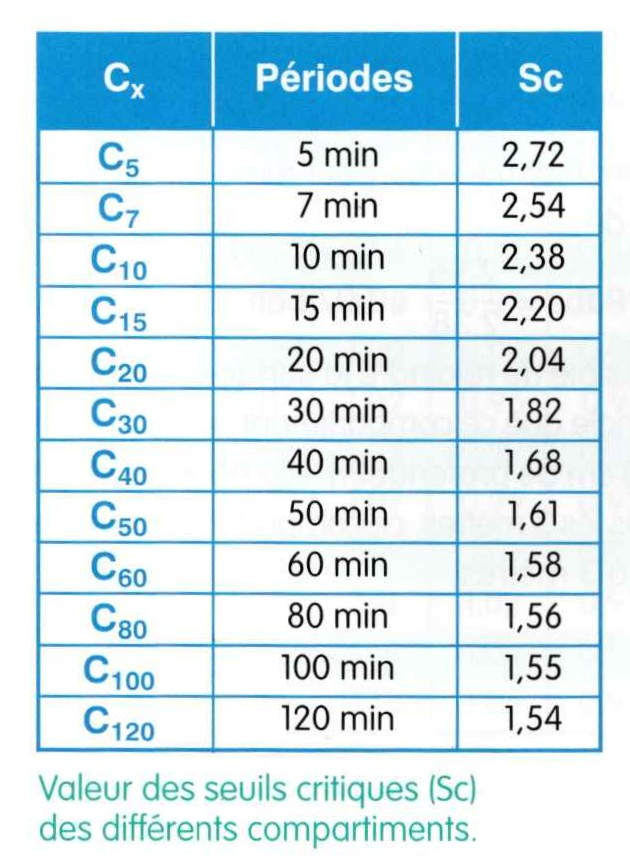 Cx Périodes Sc
C5 5 min 2,72
C7 7 min 2,54
C10 10 min 2,38
C15 15 min 2,20
C20 20 min 2,04
C30 30 min 1,82
C40 40 min 1,68
C50 50 min 1,61
C60 60 min 1,58
C80 80 min 1,56
C100 100 min 1,55
C120 120 min 1,54
Valeur des seuils critiques (Sc)
des différents compartiments.